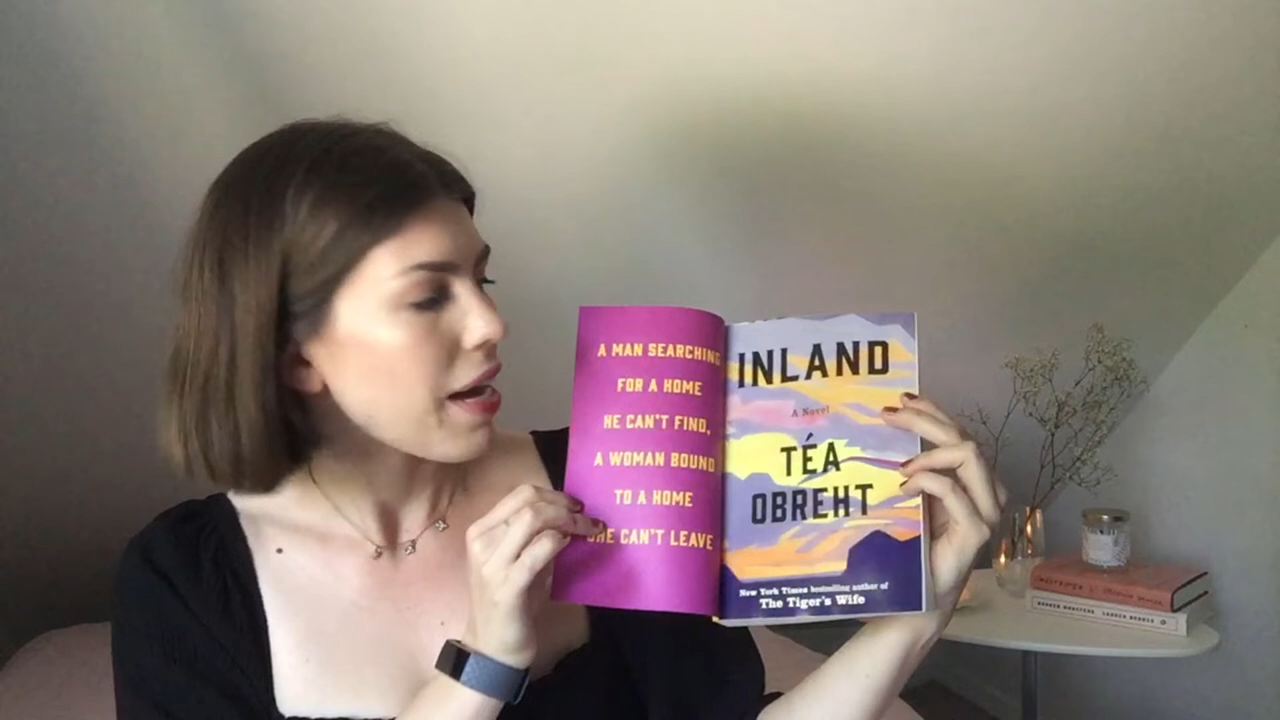 A MAN SEARCHING
FOR A HOME
HE CAN'T FIND,
A WOMAN BOUND
TO A HOME
SHE CAN'T LEAVE
INLAND
A Novel
TÉA
OBREHT
New York Times bestselling author of
The Tiger's Wife